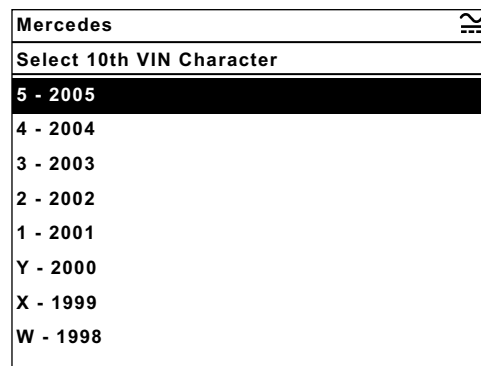 Mercedes
Select 10th VIN Character
5 - 2005
4 - 2004
3 - 2003
2 - 2002
1 - 2001
Y - 2000
X - 1999
W - 1998